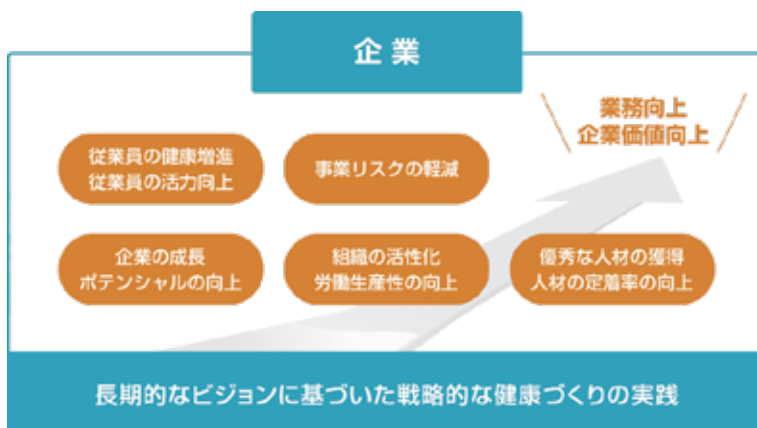 企業
業務向上
企業価値向上
従業員の健康増進
従業員の活力向上
事業リスクの軽減
企業の成長
ポテンシャルの向上
組織の活性化
労働生産性の向上
優秀な人材の獲得
人材の定着率の向上
長期的なビジョンに基づいた戦略的な健康づくりの実践